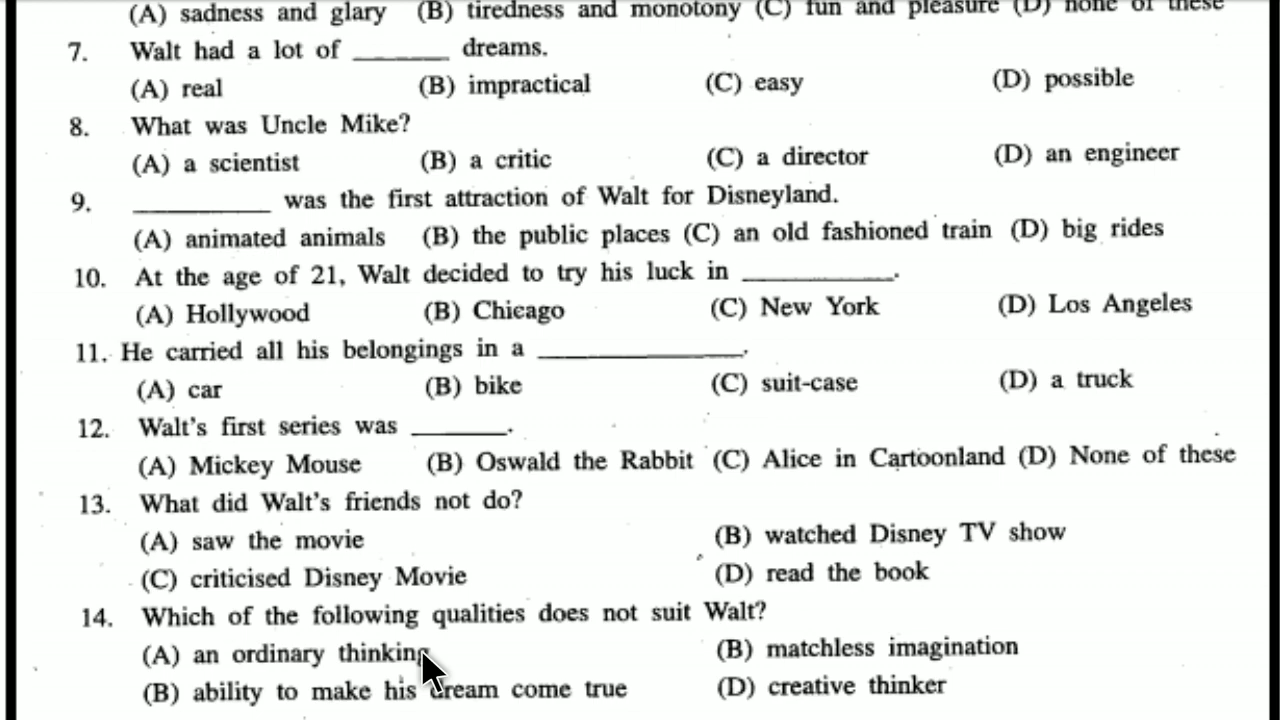 (A) sadness and glary (B) tiredness and monotony (C) fun and pleasure (D) none of these
7. Walt had a lot of ______ dreams.
(A) real (B) impractical (C) easy (D) possible
8. What was Uncle Mike?
(A) a scientist (B) a critic (C) a director (D) an engineer
9. _________ was the first attraction of Walt for Disneyland.
(A) animated animals (B) the public places (C) an old fashioned train (D) big rides
10. At the age of 21, Walt decided to try his luck in __________.
(A) Hollywood (B) Chicago (C) New York (D) Los Angeles
11. He carried all his belongings in a ______________.
(A) car (B) bike (C) suit-case (D) a truck
12. Walt's first series was ______.
(A) Mickey Mouse (B) Oswald the Rabbit (C) Alice in Cartoonland (D) None of these
13. What did Walt's friends not do?
(A) saw the movie (B) watched Disney TV show
(C) criticised Disney Movie (D) read the book
14. Which of the following qualities does not suit Walt?
(A) an ordinary thinking (B) matchless imagination
(B) ability to make his dream come true (D) creative thinker